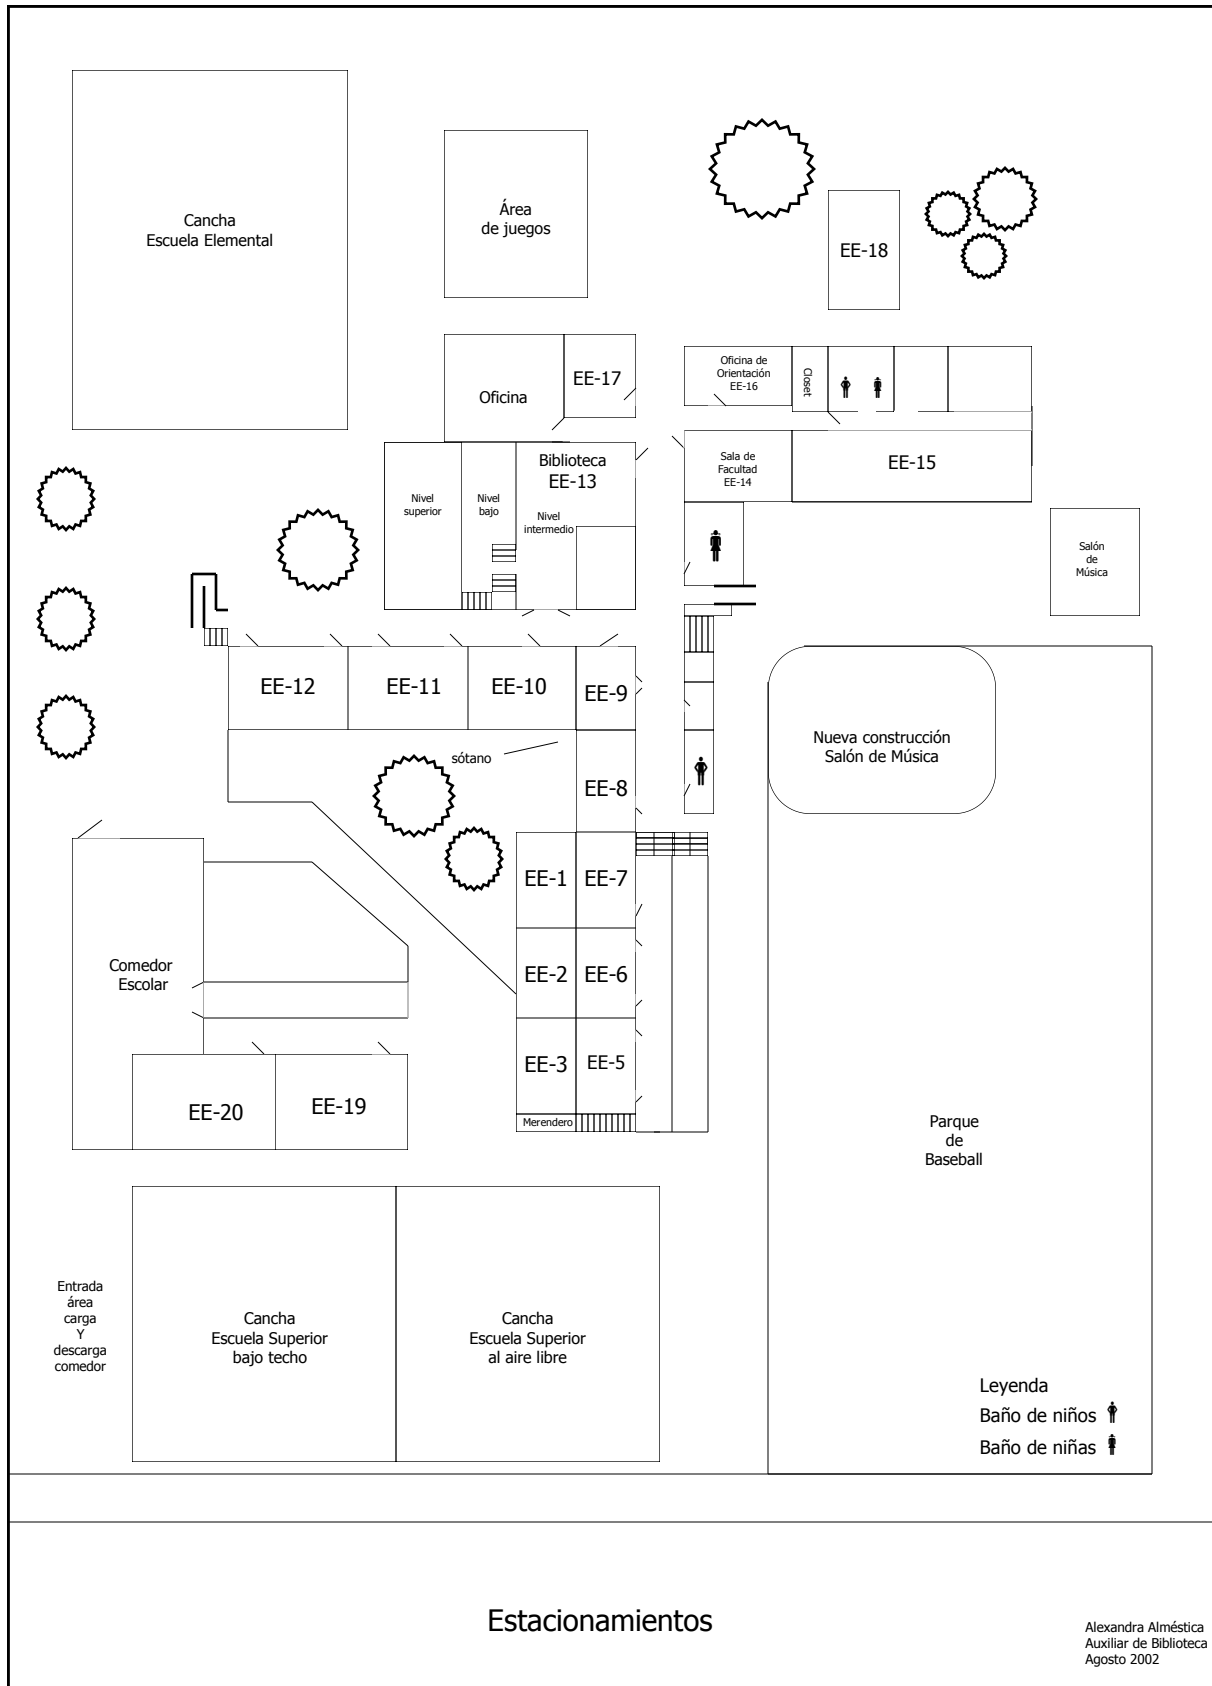 Cancha
Escuela Elemental
Área
de juegos
EE-18
Oficina
EE-17
Oficina de
Orientación
EE-16
Closet
Biblioteca
EE-13
Nivel
superior
Nivel
bajo
Nivel
intermedio
Sala de
Facultad
EE-14
EE-15
Salón
de
Música
EE-12
EE-11
EE-10
EE-9
sótano
EE-8
Nueva construcción
Salón de Música
EE-1
EE-7
EE-2
EE-6
EE-3
EE-5
Merendero
Comedor
Escolar
EE-20
EE-19
Parque
de
Baseball
Entrada
área
carga
Y
descarga
comedor
Cancha
Escuela Superior
bajo techo
Cancha
Escuela Superior
al aire libre
Leyenda
Baño de niños
Baño de niñas
Estacionamientos
Alexandra Alméstica
Auxiliar de Biblioteca
Agosto 2002